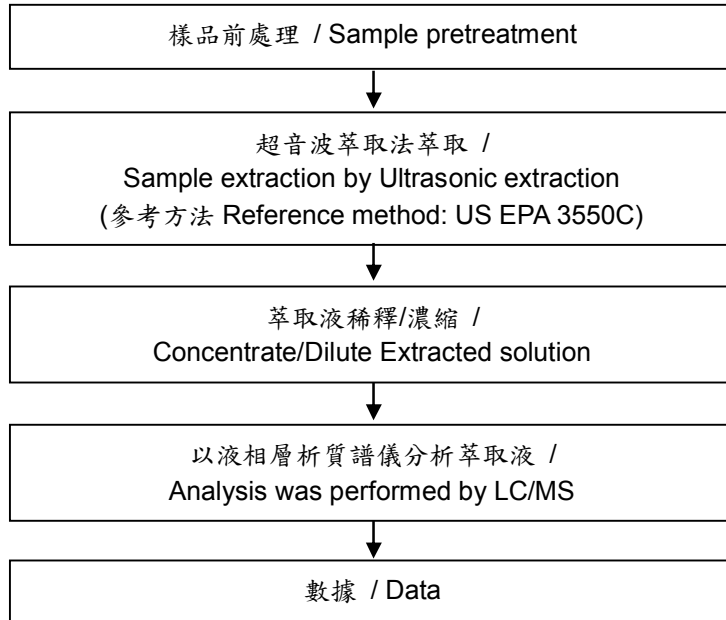 樣品前處理 / Sample pretreatment
超音波萃取法萃取 /
Sample extraction by Ultrasonic extraction
(參考方法 Reference method: US EPA 3550C)
萃取液稀釋/濃縮 /
Concentrate/Dilute Extracted solution
以液相層析質譜儀分析萃取液 /
Analysis was performed by LC/MS
數據 / Data